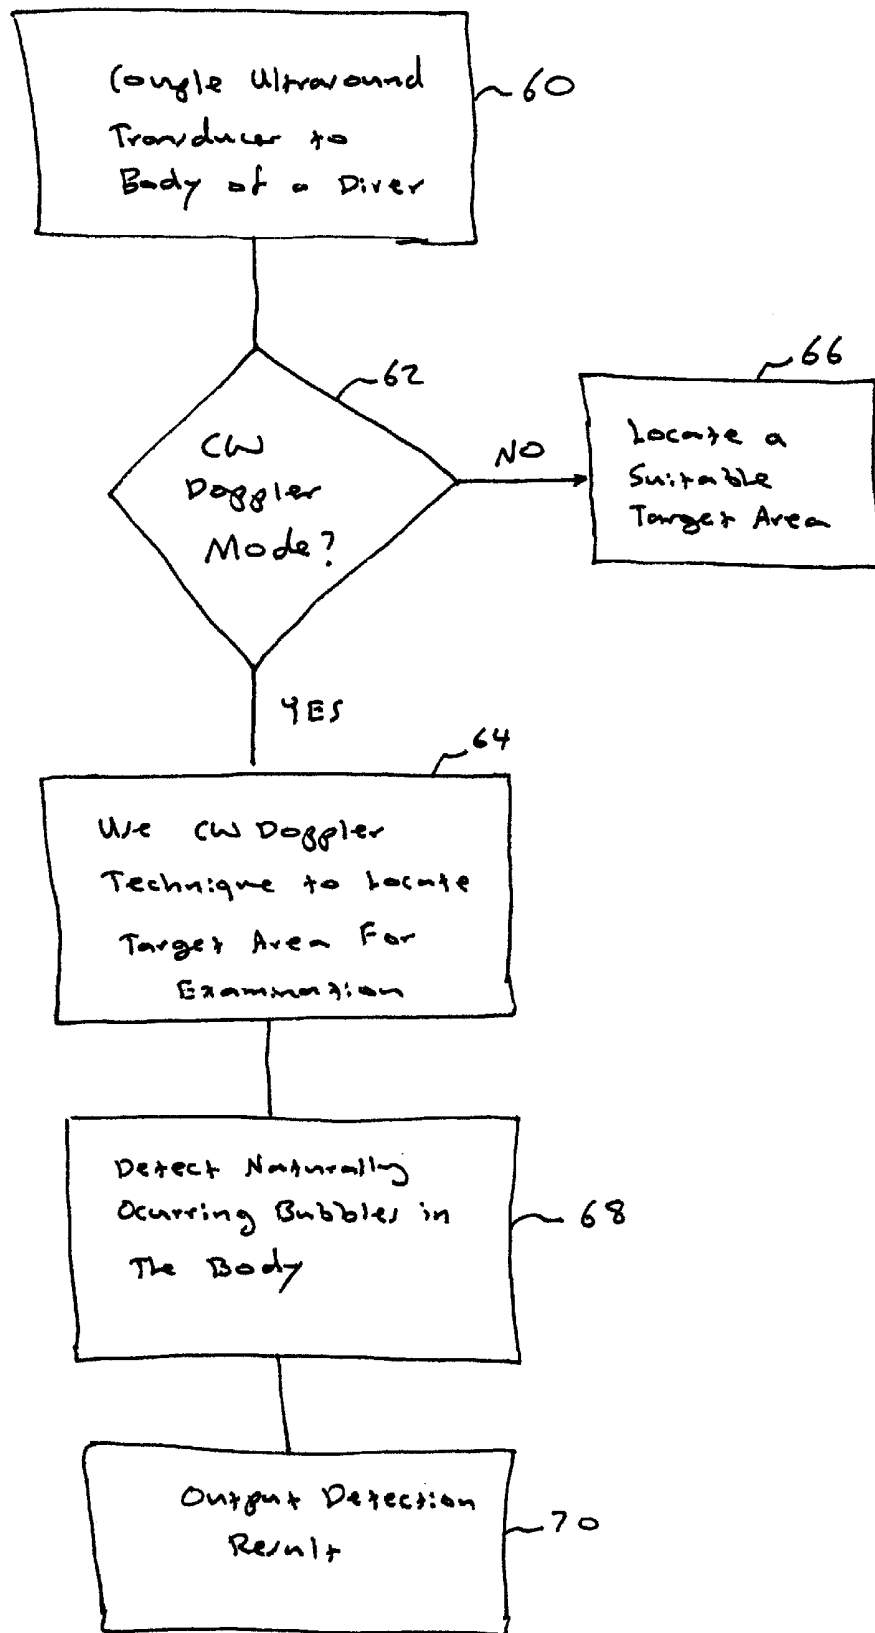 Couple Ultrasound
Transducer to
Body of a Diver
60
62
CW
Doppler
Mode?
NO
66
Locate a
Suitable
Target Area
YES
64
Use CW Doppler
Technique to Locate
Target Area For
Examination
Detect Naturally
Ocurring Bubbles in
The Body
68
Output Detection
Result
70